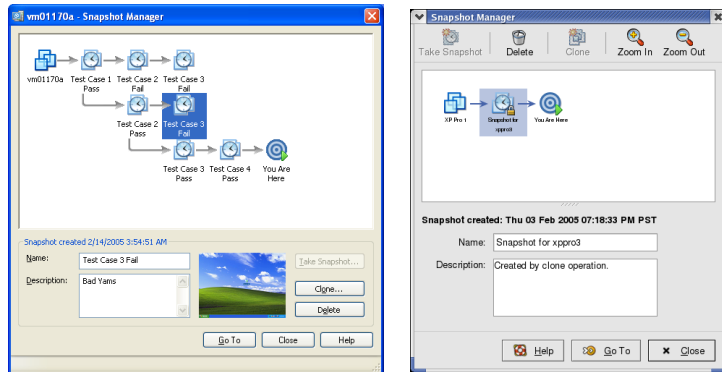 vm01170a - Snapshot Manager
vm01170a
Test Case 1
Pass
Test Case 2
Fail
Test Case 3
Fail
Test Case 2
Pass
Test Case 3
Fail
Test Case 3
Pass
Test Case 4
Pass
You Are
Here
Snapshot created 2/14/2005 3:54:51 AM
Name:
Test Case 3 Fail
Description:
Bad Yams
Take Snapshot...
Clone...
Delete
Go To
Close
Help
Snapshot Manager
Take Snapshot
Delete
Clone
Zoom In
Zoom Out
XP Pro 1
Snapshot for
xppro3
You Are Here
Snapshot created: Thu 03 Feb 2005 07:18:33 PM PST
Name:
Snapshot for xppro3
Description:
Created by clone operation.
Help
Go To
Close